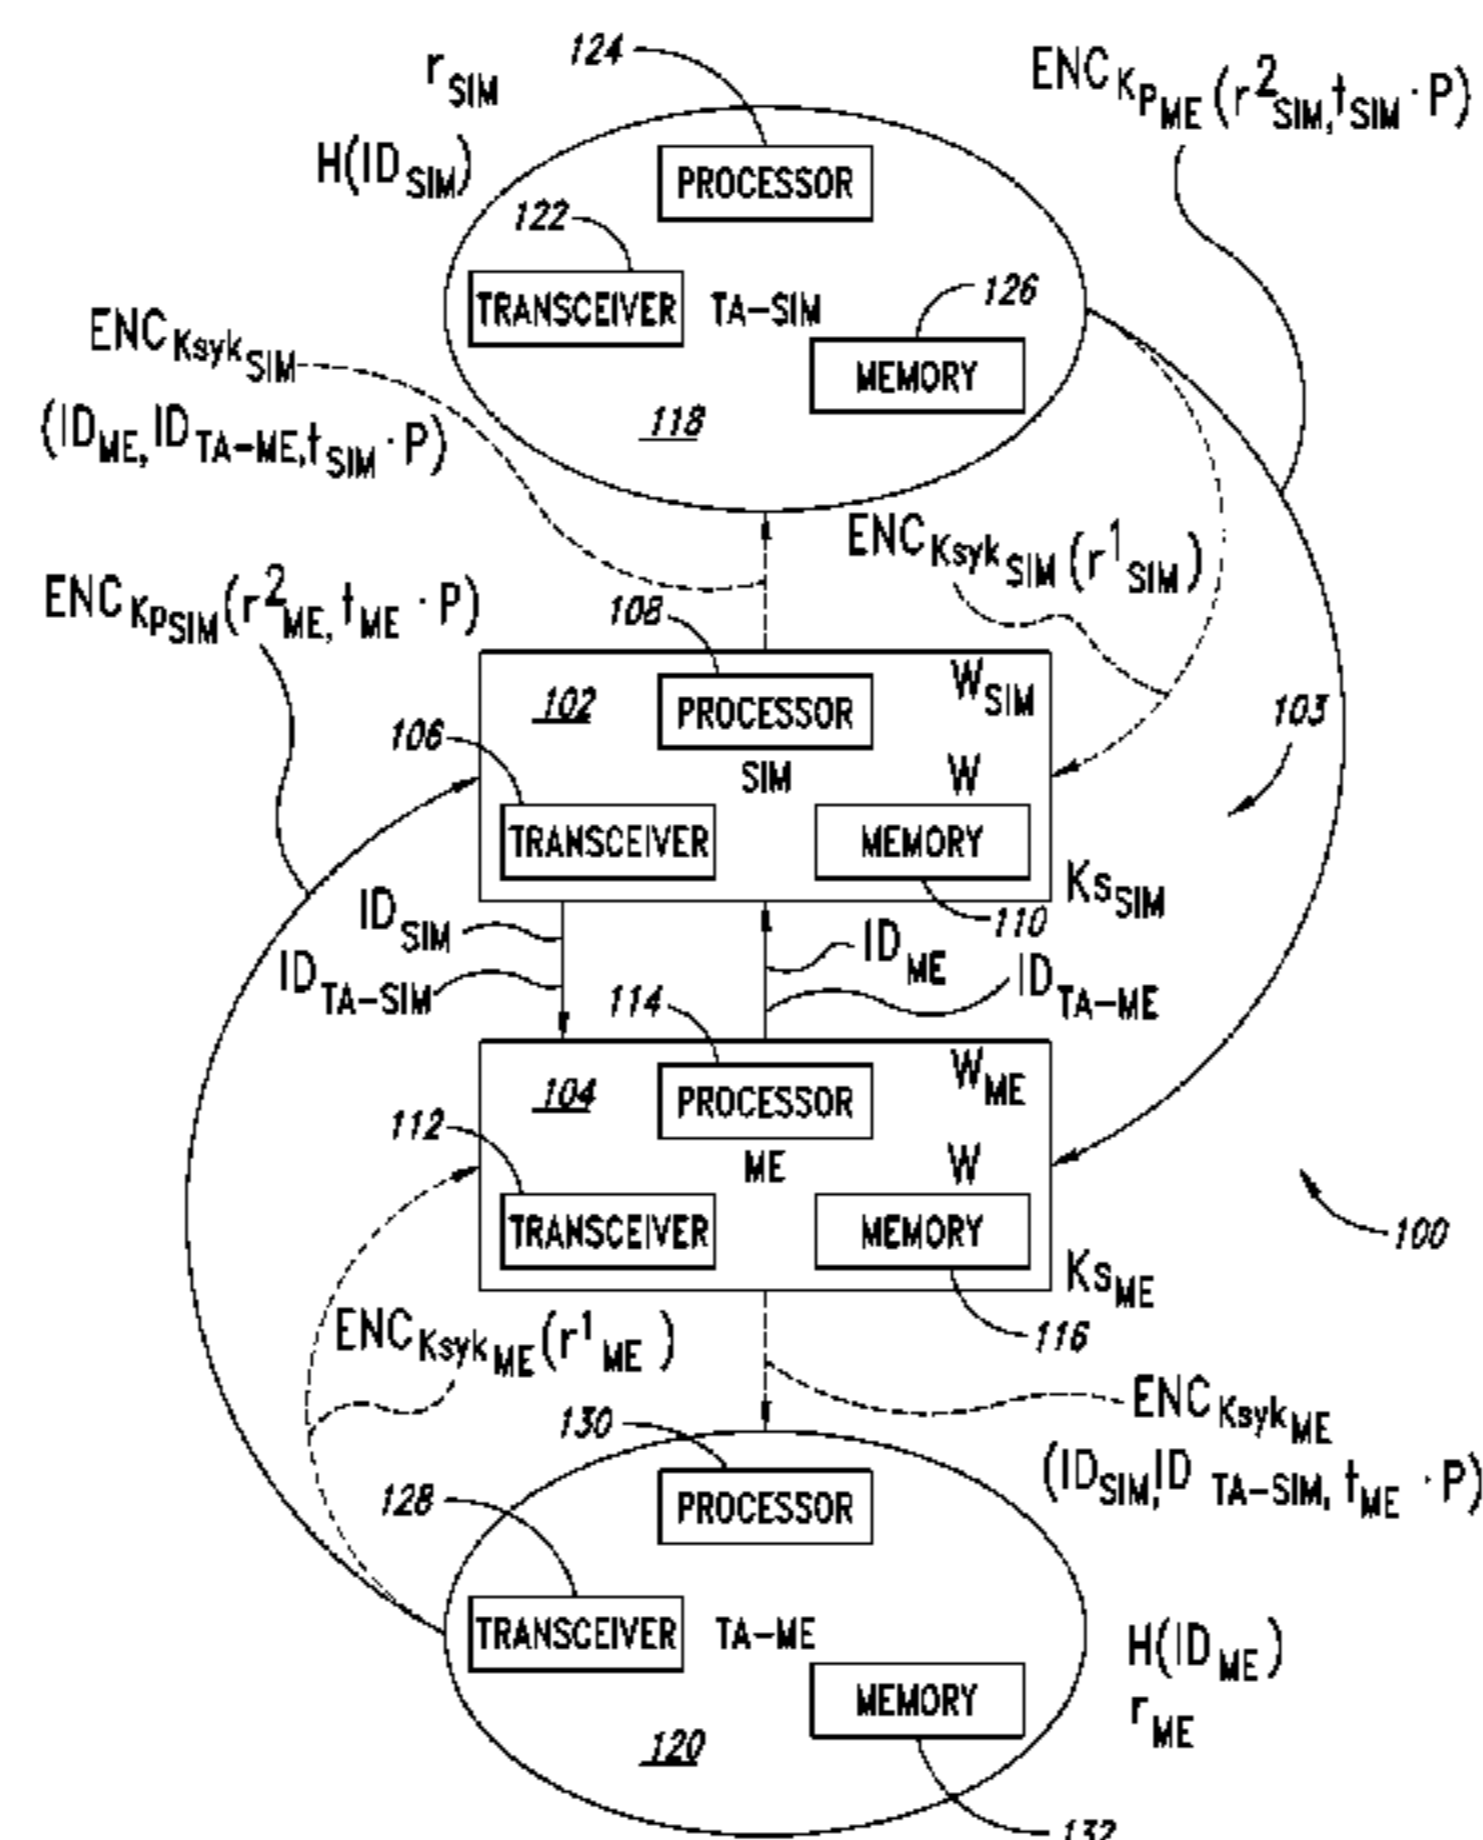 124
r SIM
ENC K P ME (r² SIM, t SIM · P)
H(ID SIM)
PROCESSOR
122
TRANSCEIVER
TA-SIM
126
MEMORY
118
ENC Ksyk SIM
(ID ME, ID TA-ME, t SIM · P)
ENC Ksyk SIM (r¹ SIM)
ENC Kp SIM (r² ME, t ME · P)
108
102
PROCESSOR
W SIM
103
106
SIM
W
TRANSCEIVER
MEMORY
Ks SIM
110
ID SIM
ID TA-SIM
ID ME
ID TA-ME
114
104
PROCESSOR
W ME
112
ME
W
TRANSCEIVER
MEMORY
100
Ks ME
116
ENC Ksyk ME (r¹ ME)
ENC Ksyk ME
(ID SIM, ID TA-SIM, t ME · P)
130
PROCESSOR
128
TRANSCEIVER
TA-ME
H(ID ME)
MEMORY
r ME
120
132